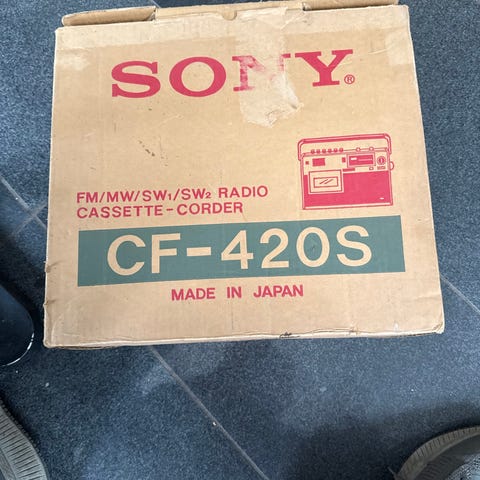 SONY®
FM/MW/SW₁/SW₂ RADIO
CASSETTE-CORDER
CF-420S
MADE IN JAPAN